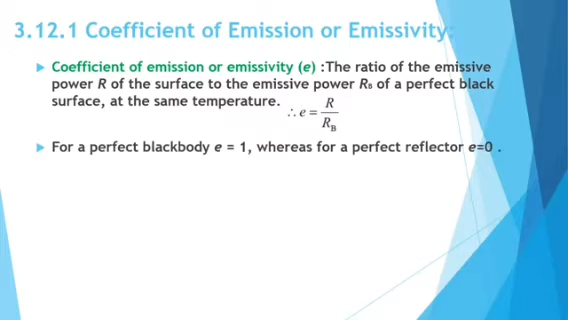 3.12.1 Coefficient of Emission or Emissivity:
Coefficient of emission or emissivity (e) :The ratio of the emissive
power R of the surface to the emissive power R_B of a perfect black
surface, at the same temperature.
∴ e = R / R_B
For a perfect blackbody e = 1, whereas for a perfect reflector e=0 .